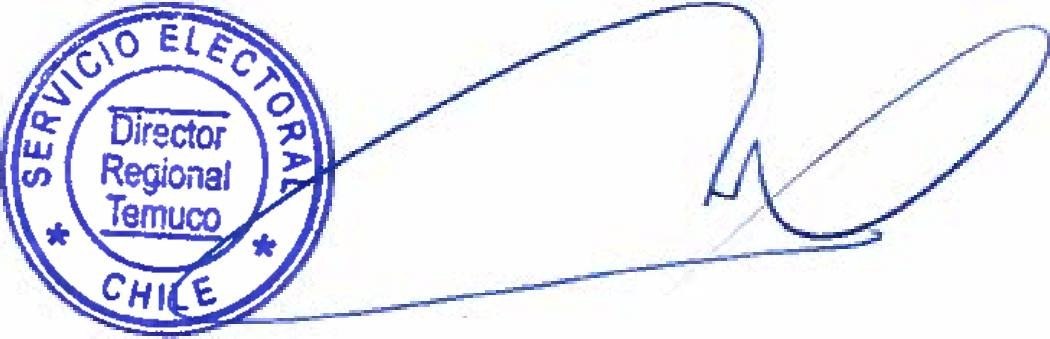 SERVICIO ELECTORAL
Director
Regional
Temuco
* CHILE *